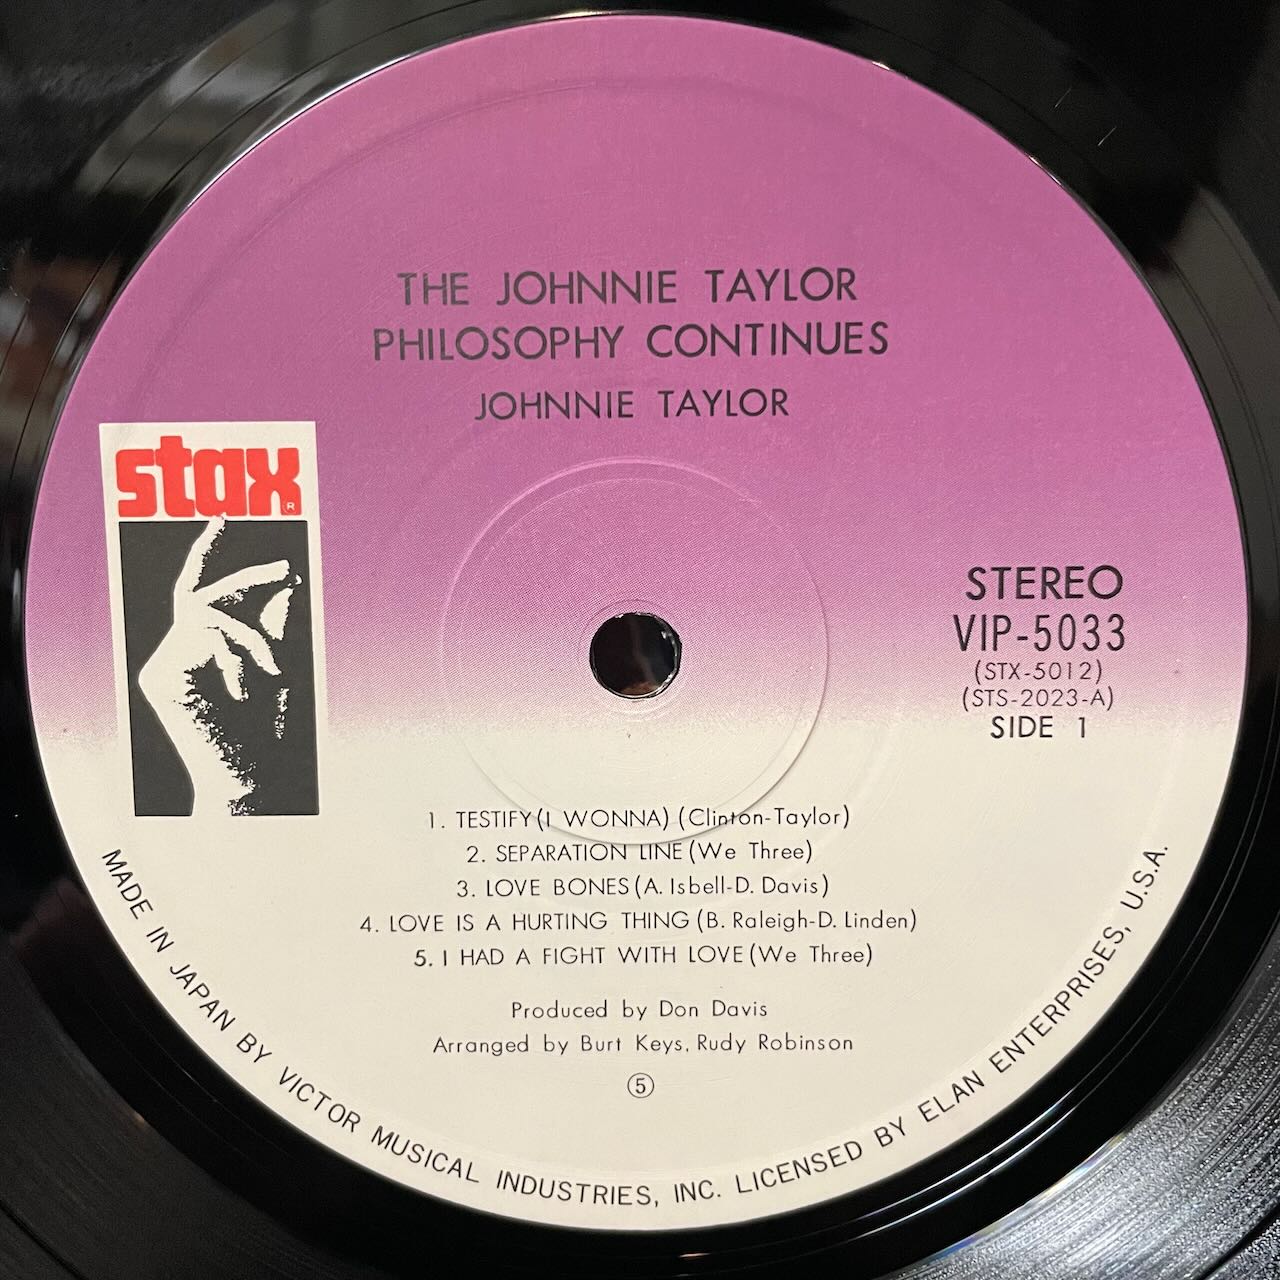 THE JOHNNIE TAYLOR
PHILOSOPHY CONTINUES
JOHNNIE TAYLOR
stax
R
STEREO
VIP-5033
(STX-5012)
(STS-2023-A)
SIDE 1
1. TESTIFY(I WONNA) (Clinton-Taylor)
2. SEPARATION LINE(We Three)
3. LOVE BONES(A. Isbell-D. Davis)
4. LOVE IS A HURTING THING(B. Raleigh-D. Linden)
5. I HAD A FIGHT WITH LOVE(We Three)
Produced by Don Davis
Arranged by Burt Keys, Rudy Robinson
⑤
MADE IN JAPAN BY VICTOR MUSICAL INDUSTRIES, INC. LICENSED BY ELAN ENTERPRISES, U.S.A.